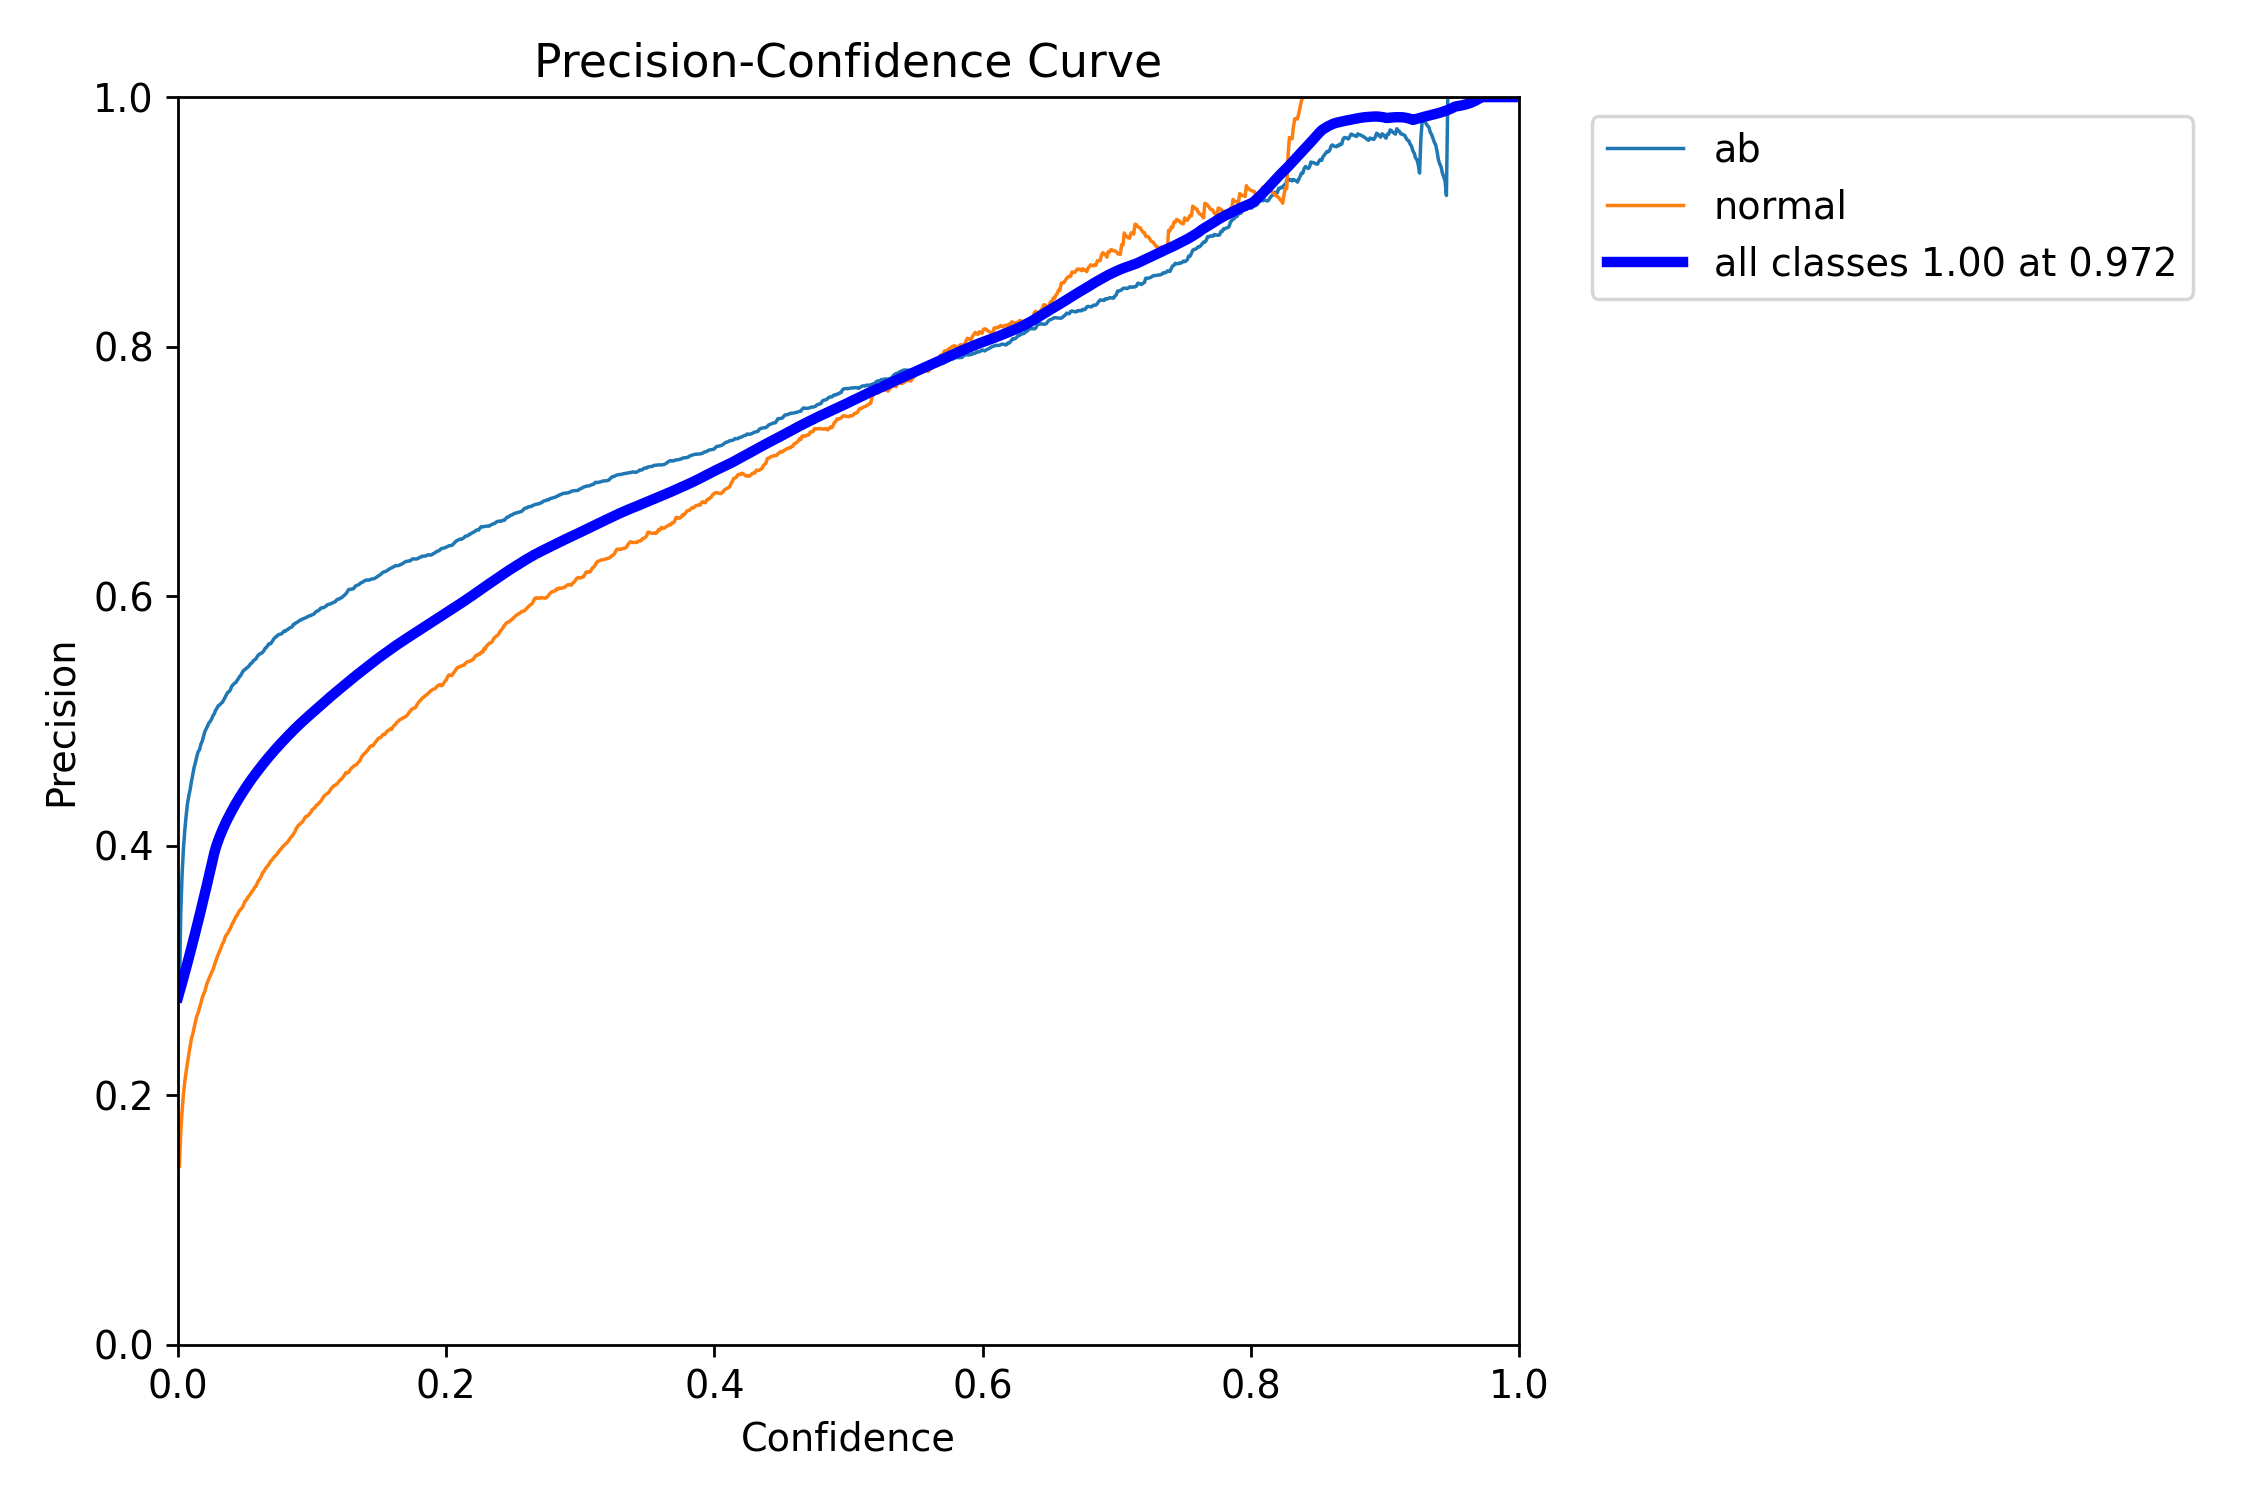 Precision-Confidence Curve
1.0
0.8
0.6
0.4
0.2
0.0
Precision
0.0 0.2 0.4 0.6 0.8 1.0
Confidence
ab
normal
all classes 1.00 at 0.972